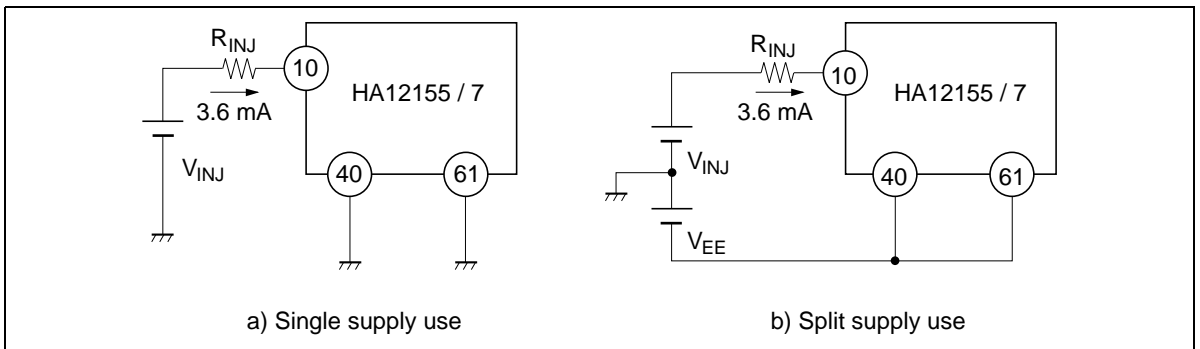 R_INJ
10
HA12155 / 7
3.6 mA
V_INJ
40
61
a) Single supply use
R_INJ
10
HA12155 / 7
3.6 mA
V_INJ
40
61
V_EE
b) Split supply use